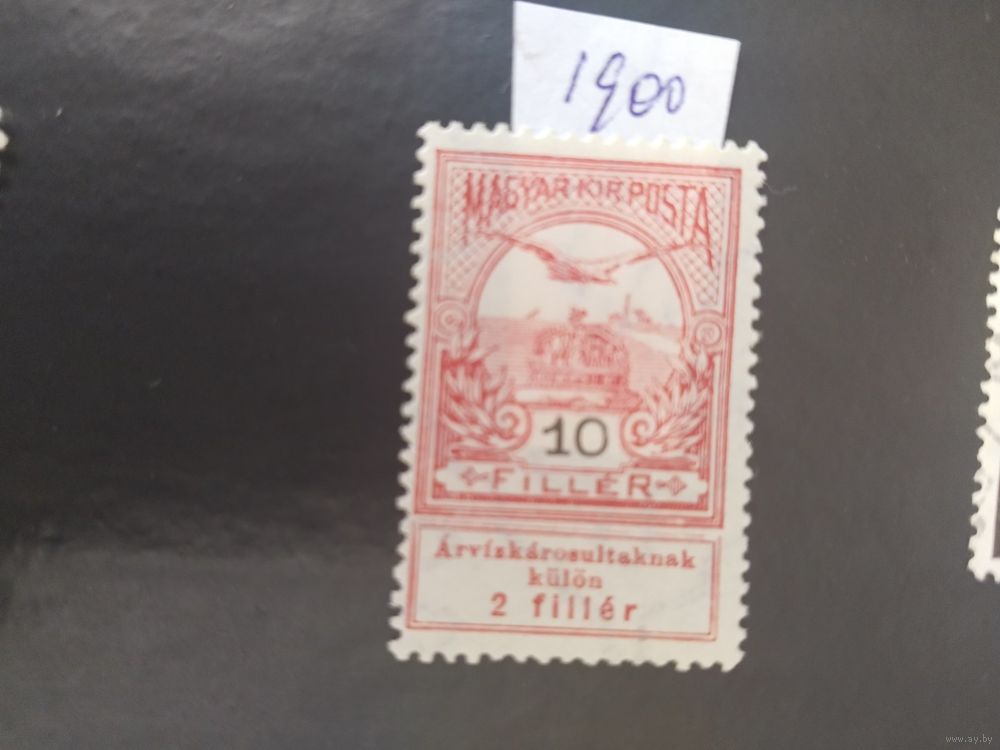 1900
MAGYAR KIR. POSTA
10
FILLÉR
Árvízkárosultaknak
külön
2 fillér
www.ay.by